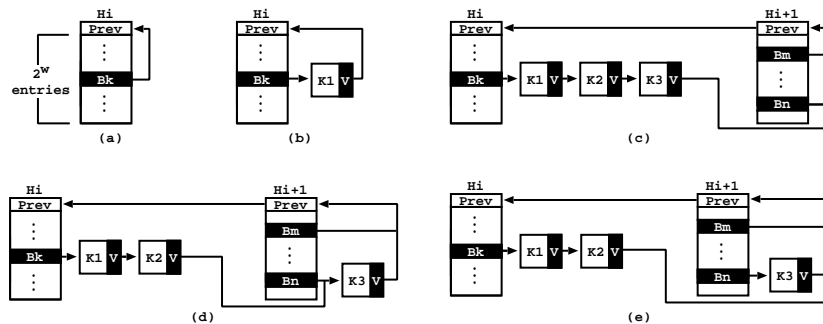 Hi
Prev
2^w
entries
Bk
(a)
Hi
Prev
Bk
K1 V
(b)
Hi
Prev
Bk
K1 V
K2 V
K3 V
Hi+1
Prev
Bm
Bn
(c)
Hi
Prev
Bk
K1 V
K2 V
Hi+1
Prev
Bm
Bn
K3 V
(d)
Hi
Prev
Bk
K1 V
K2 V
Hi+1
Prev
Bm
Bn
K3 V
(e)